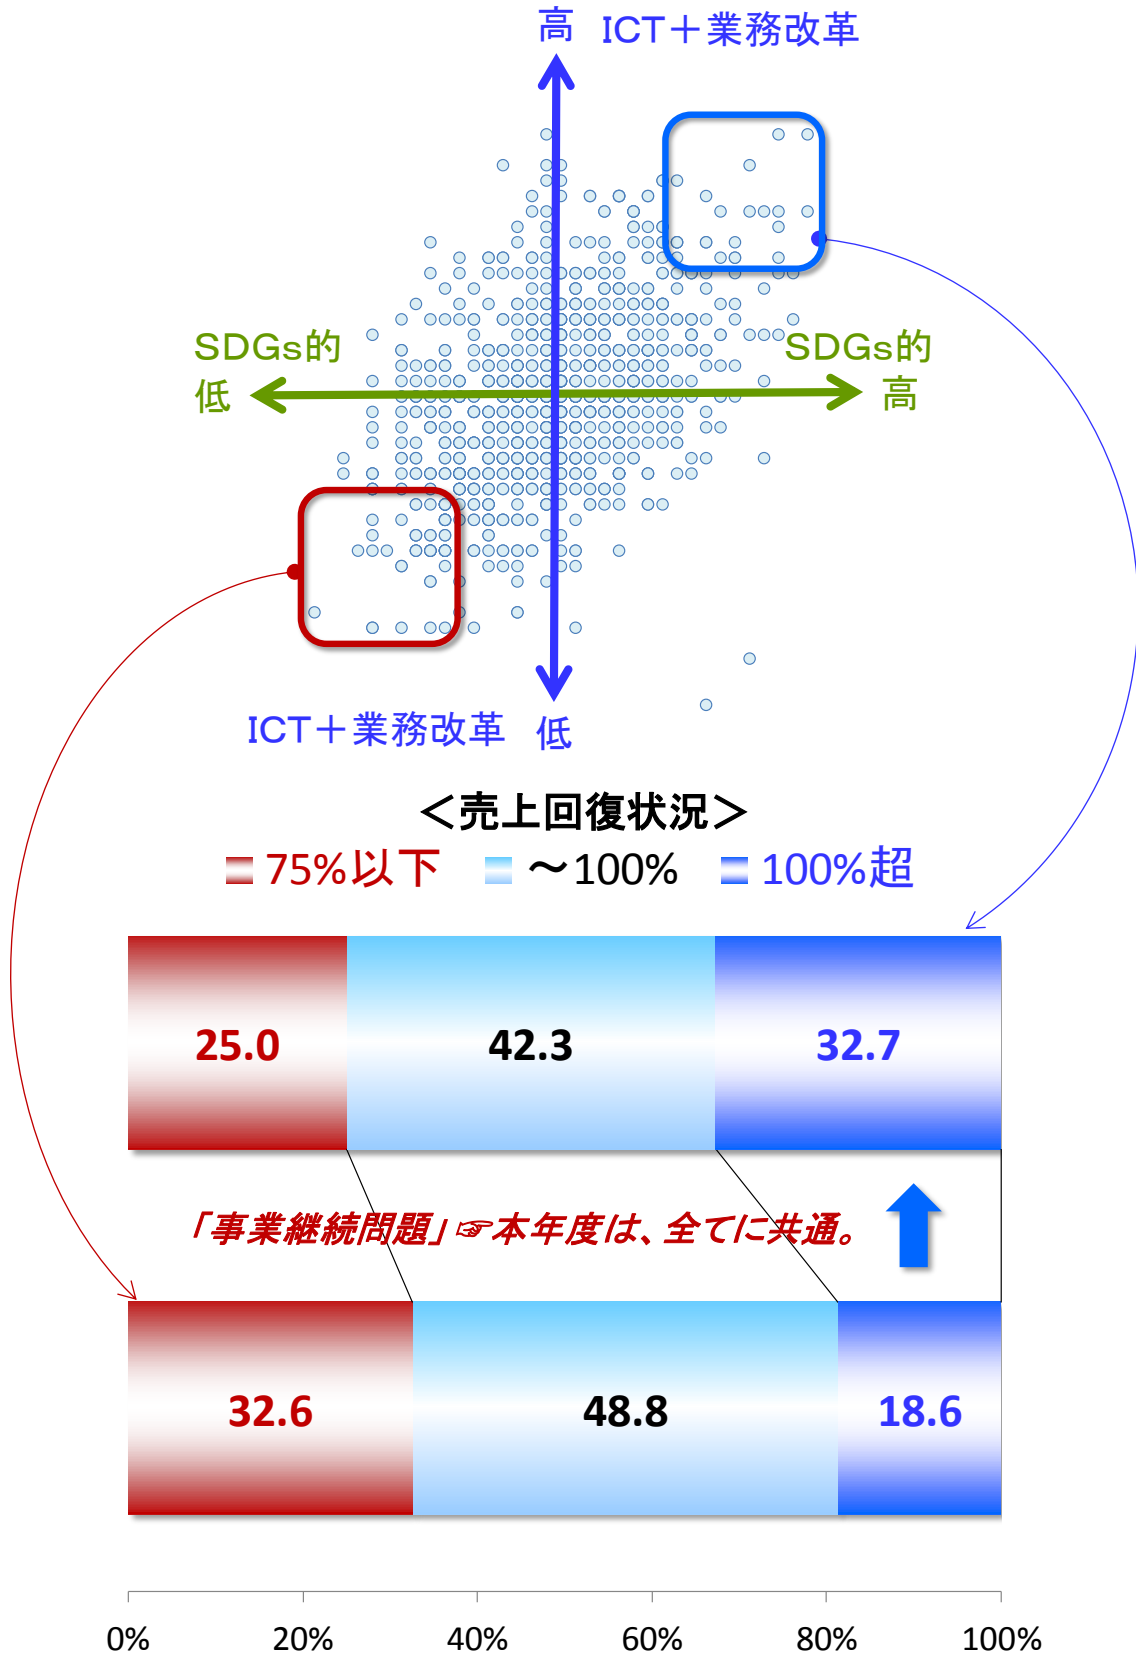 高 ICT＋業務改革
SDGs的
低
SDGs的
高
ICT＋業務改革 低
＜売上回復状況＞
75%以下 ～100% 100%超
25.0 42.3 32.7
「事業継続問題」☞本年度は、全てに共通。
32.6 48.8 18.6
0% 20% 40% 60% 80% 100%